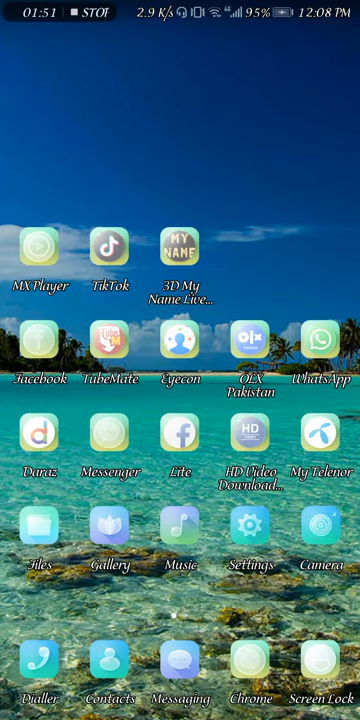 01:51 STOP 2.9 K/s 95% 12:08 PM
MY NAME
MX Player TikTok 3D My Name Live...
Tube
OLX
Facebook TubeMate Eyecon OLX Pakistan WhatsApp
HD
Daraz Messenger Lite HD Video Download... My Telenor
Files Gallery Music Settings Camera
Dialler Contacts Messaging Chrome Screen Lock